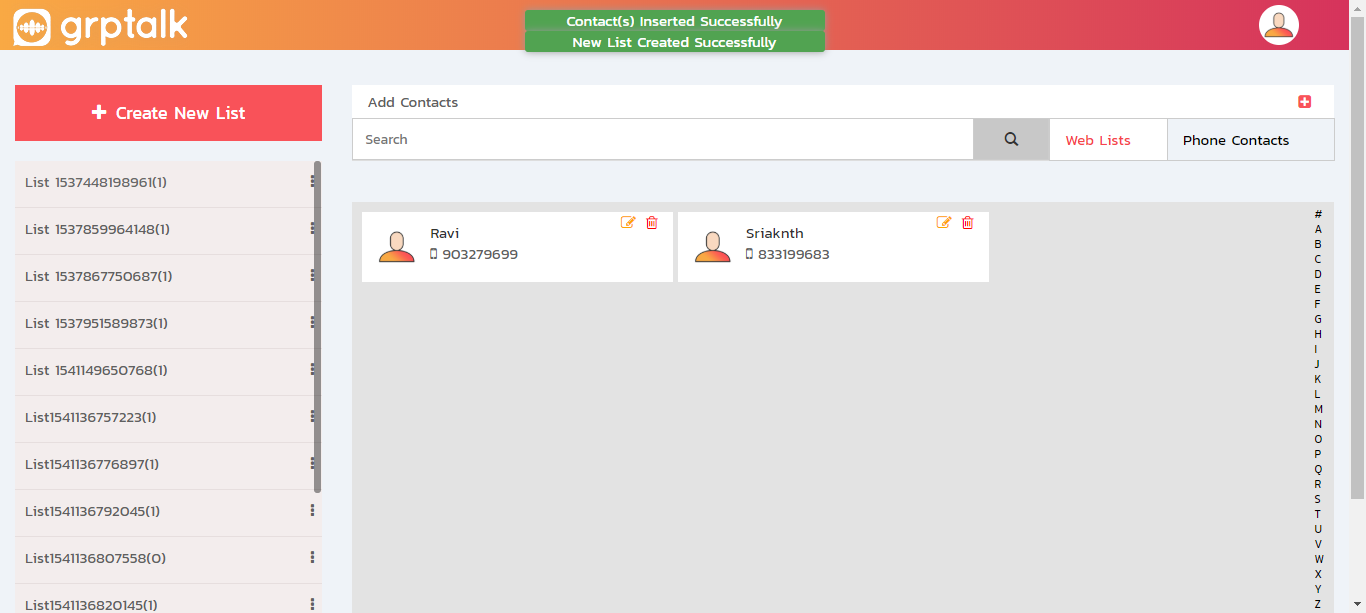 grptalk
Contact(s) Inserted Successfully
New List Created Successfully
Create New List
List 1537448198961(1)
List 1537859964148(1)
List 1537867750687(1)
List 1537951589873(1)
List 1541149650768(1)
List1541136757223(1)
List1541136776897(1)
List1541136792045(1)
List1541136807558(0)
List1541136820145(1)
Add Contacts
Search
Web Lists
Phone Contacts
Ravi
903279699
Sriaknth
833199683
#
A
B
C
D
E
F
G
H
I
J
K
L
M
N
O
P
Q
R
S
T
U
V
W
X
Y
Z